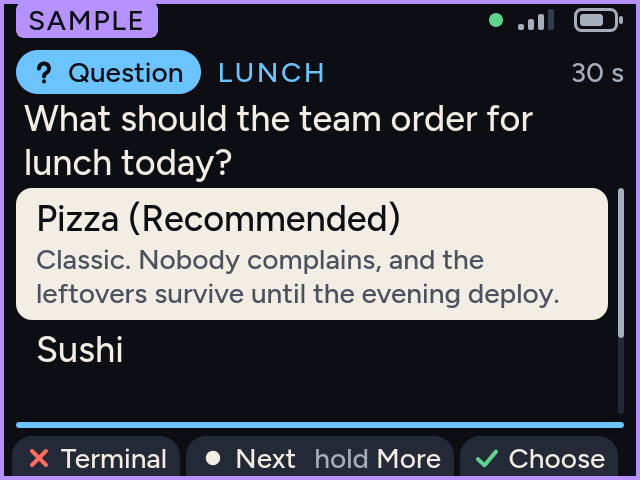 SAMPLE
? Question LUNCH 30 s
What should the team order for
lunch today?
Pizza (Recommended)
Classic. Nobody complains, and the
leftovers survive until the evening deploy.
Sushi
Terminal Next hold More Choose